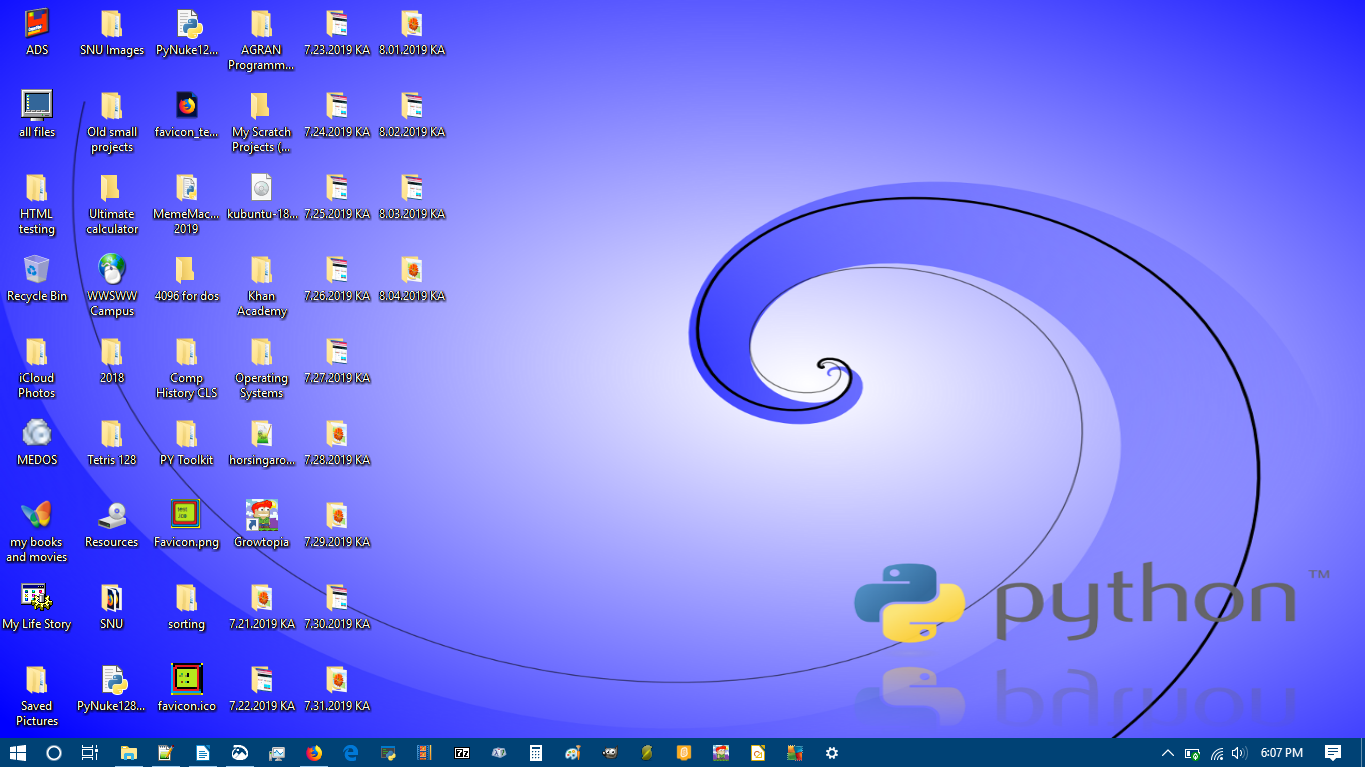 ADS
SNU Images
PyNuke12...
AGRAN
Programm...
7.23.2019 KA
8.01.2019 KA
all files
Old small
projects
favicon_te...
My Scratch
Projects (...
7.24.2019 KA
8.02.2019 KA
HTML
testing
Ultimate
calculator
MemeMac...
2019
kubuntu-18...
7.25.2019 KA
8.03.2019 KA
Recycle Bin
WWSWW
Campus
4096 for dos
Khan
Academy
7.26.2019 KA
8.04.2019 KA
iCloud
Photos
2018
Comp
History CLS
Operating
Systems
7.27.2019 KA
MEDOS
Tetris 128
PY Toolkit
horsingaro...
7.28.2019 KA
my books
and movies
Resources
Favicon.png
Growtopia
7.29.2019 KA
My Life Story
SNU
sorting
7.21.2019 KA
7.30.2019 KA
Saved
Pictures
PyNuke128...
favicon.ico
7.22.2019 KA
7.31.2019 KA
python™
6:07 PM